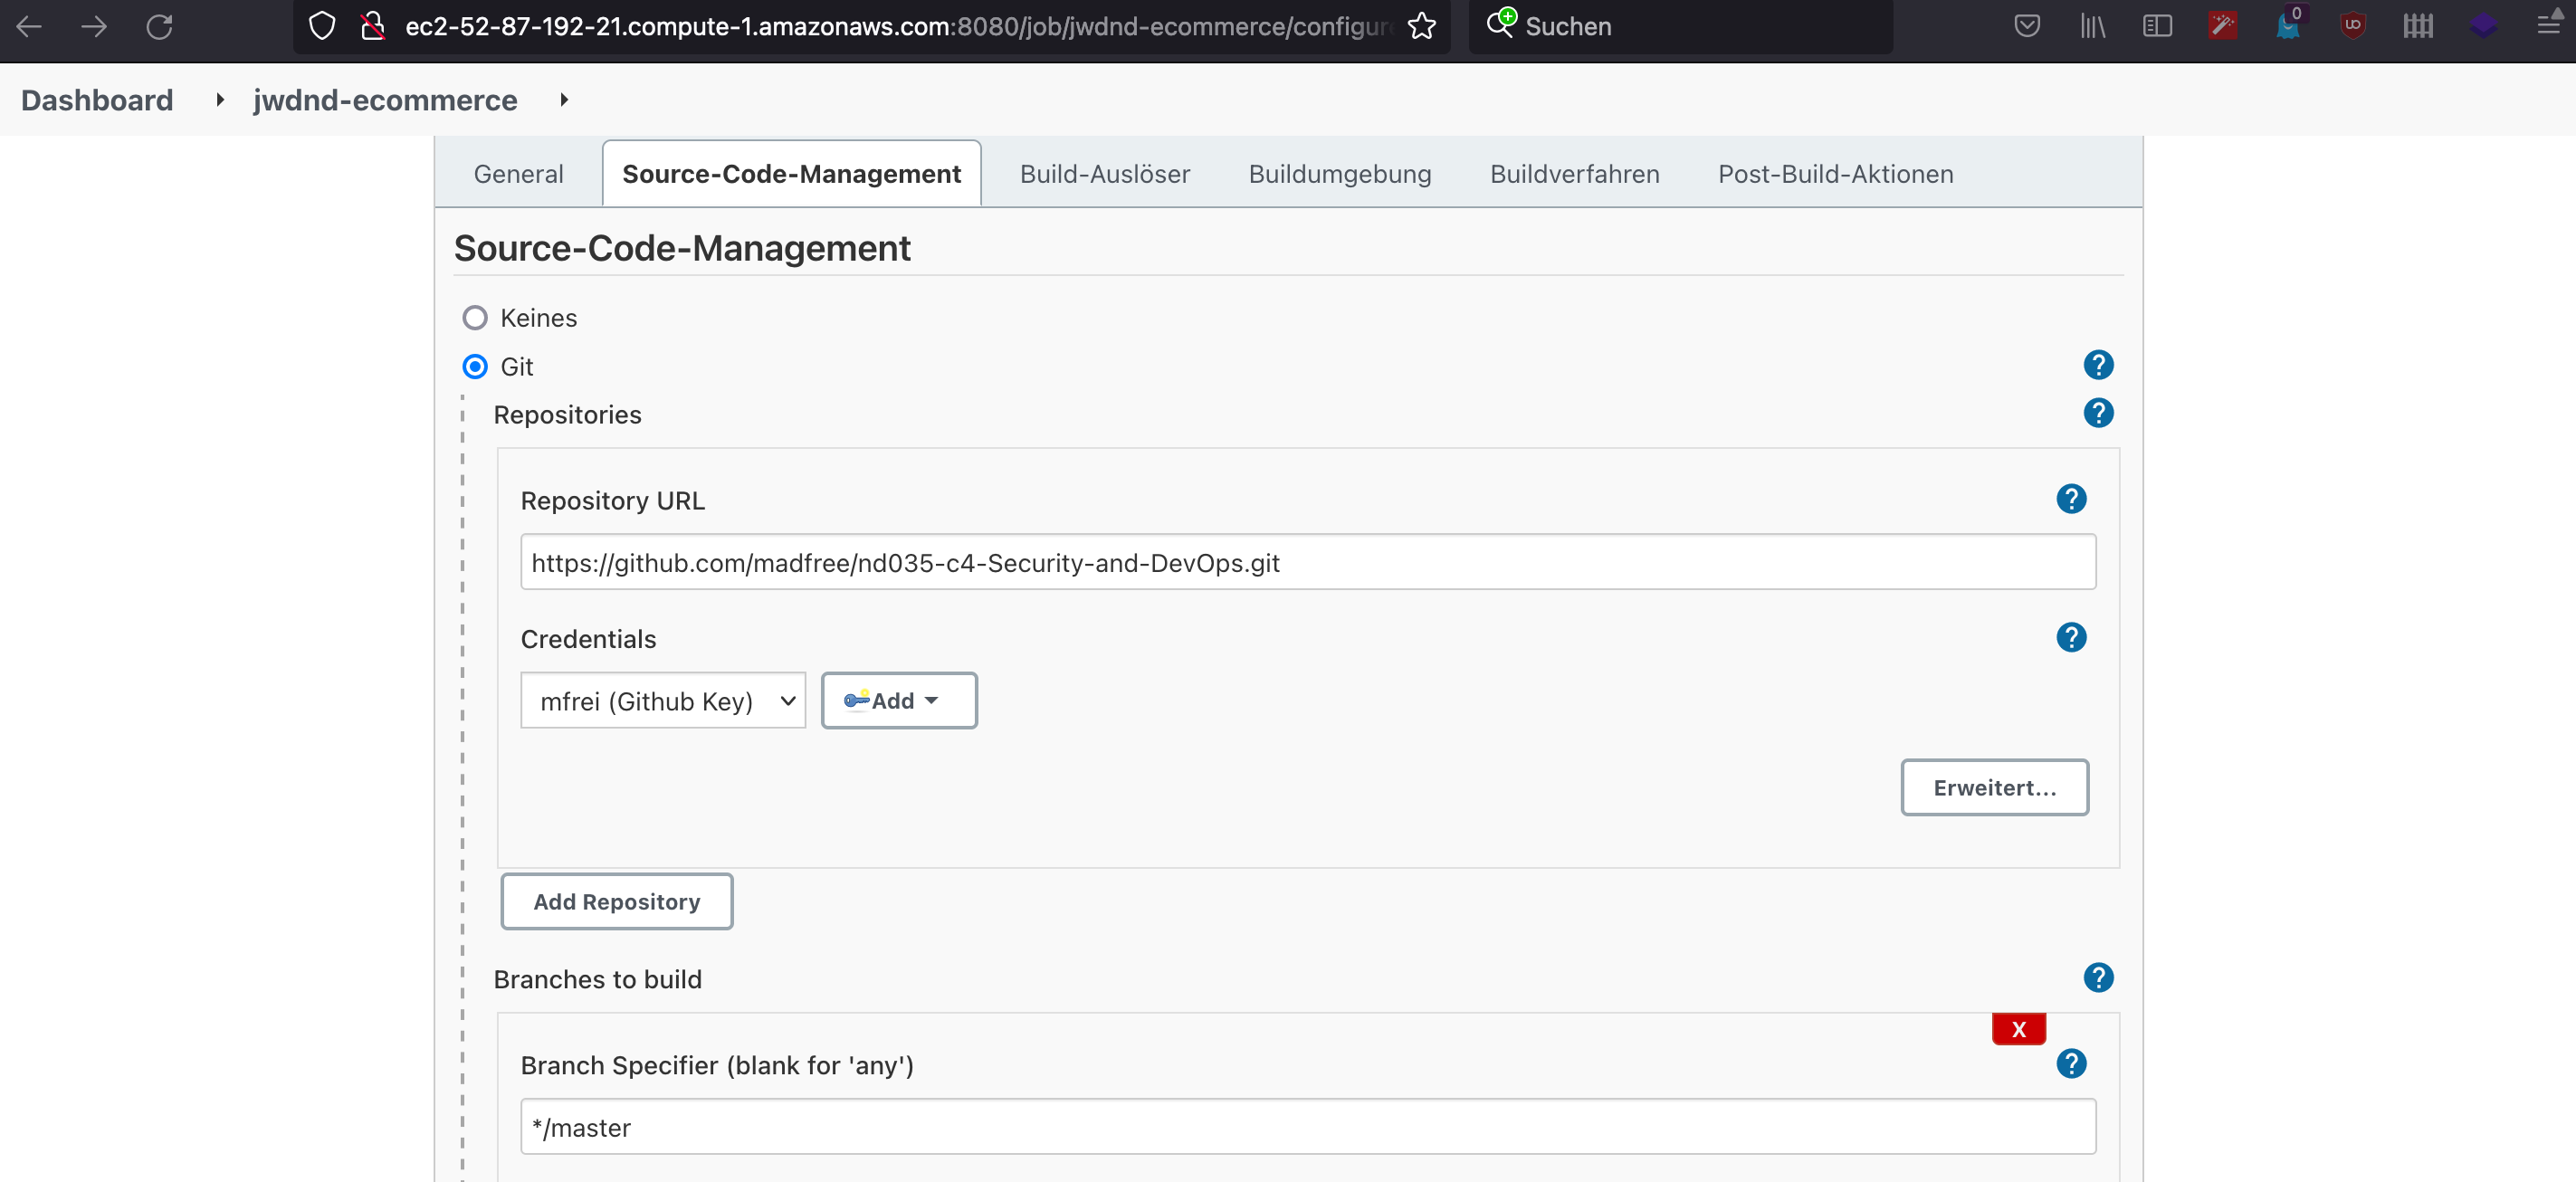 ec2-52-87-192-21.compute-1.amazonaws.com:8080/job/jwdnd-ecommerce/configure
Suchen
0
Dashboard jwdnd-ecommerce
General Source-Code-Management Build-Auslöser Buildumgebung Buildverfahren Post-Build-Aktionen
Source-Code-Management
Keines
Git
?
Repositories
?
Repository URL
?
https://github.com/madfree/nd035-c4-Security-and-DevOps.git
Credentials
?
mfrei (Github Key) Add
Erweitert...
Add Repository
Branches to build
?
X
Branch Specifier (blank for 'any')
?
*/master